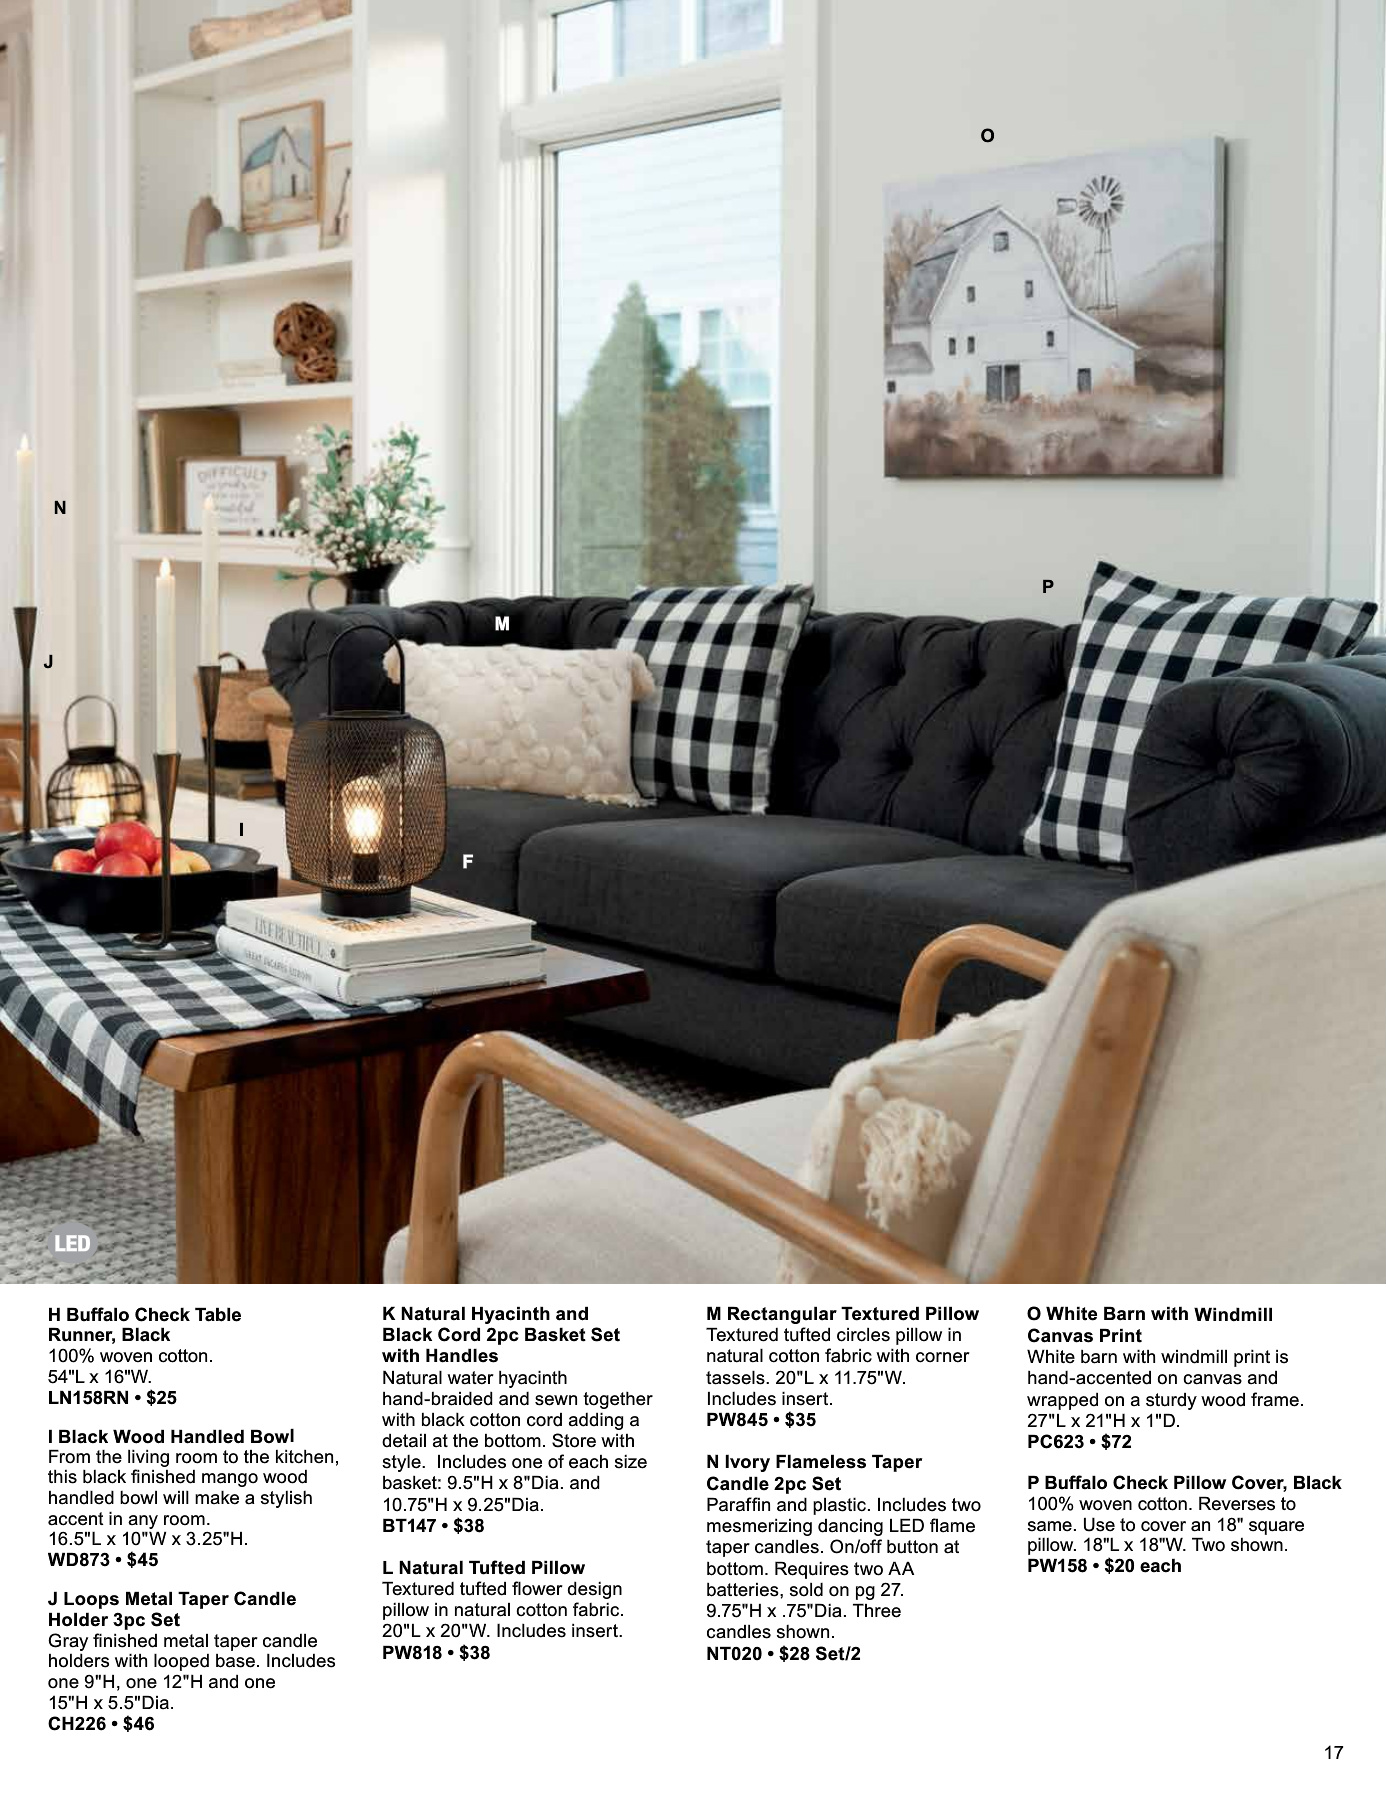 O
DIFFICULT
N
P
M
J
I
F
LIVE BEAUTIFUL
LED
H Buffalo Check Table
Runner, Black
100% woven cotton.
54"L x 16"W.
LN158RN • $25
I Black Wood Handled Bowl
From the living room to the kitchen,
this black finished mango wood
handled bowl will make a stylish
accent in any room.
16.5"L x 10"W x 3.25"H.
WD873 • $45
J Loops Metal Taper Candle
Holder 3pc Set
Gray finished metal taper candle
holders with looped base. Includes
one 9"H, one 12"H and one
15"H x 5.5"Dia.
CH226 • $46
K Natural Hyacinth and
Black Cord 2pc Basket Set
with Handles
Natural water hyacinth
hand-braided and sewn together
with black cotton cord adding a
detail at the bottom. Store with
style.  Includes one of each size
basket: 9.5"H x 8"Dia. and
10.75"H x 9.25"Dia.
BT147 • $38
L Natural Tufted Pillow
Textured tufted flower design
pillow in natural cotton fabric.
20"L x 20"W. Includes insert.
PW818 • $38
M Rectangular Textured Pillow
Textured tufted circles pillow in
natural cotton fabric with corner
tassels. 20"L x 11.75"W.
Includes insert.
PW845 • $35
N Ivory Flameless Taper
Candle 2pc Set
Paraffin and plastic. Includes two
mesmerizing dancing LED flame
taper candles. On/off button at
bottom. Requires two AA
batteries, sold on pg 27.
9.75"H x .75"Dia. Three
candles shown.
NT020 • $28 Set/2
O White Barn with Windmill
Canvas Print
White barn with windmill print is
hand-accented on canvas and
wrapped on a sturdy wood frame.
27"L x 21"H x 1"D.
PC623 • $72
P Buffalo Check Pillow Cover, Black
100% woven cotton. Reverses to
same. Use to cover an 18" square
pillow. 18"L x 18"W. Two shown.
PW158 • $20 each
17